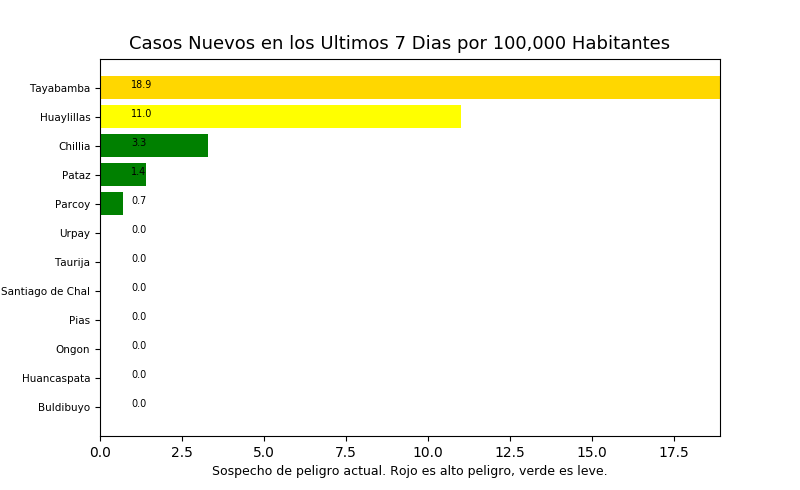 Casos Nuevos en los Ultimos 7 Dias por 100,000 Habitantes
Tayabamba 18.9
Huaylillas 11.0
Chillia 3.3
Pataz 1.4
Parcoy 0.7
Urpay 0.0
Taurija 0.0
Santiago de Chal 0.0
Pias 0.0
Ongon 0.0
Huancaspata 0.0
Buldibuyo 0.0
0.0 2.5 5.0 7.5 10.0 12.5 15.0 17.5
Sospecho de peligro actual. Rojo es alto peligro, verde es leve.